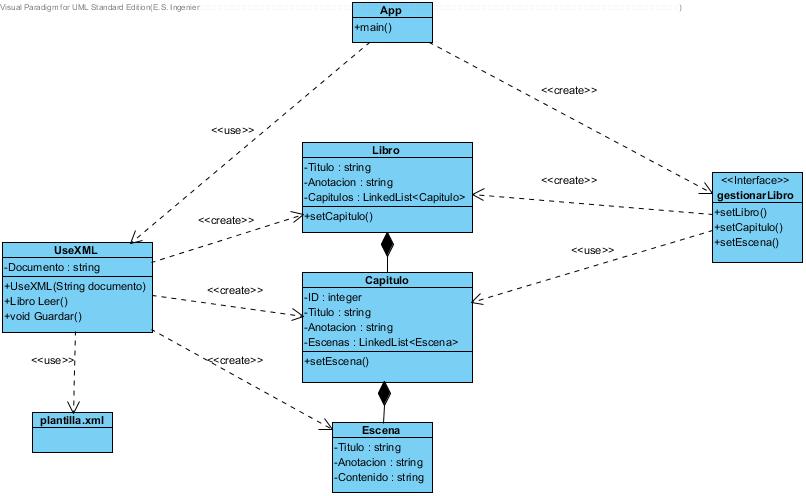 Visual Paradigm for UML Standard Edition(E.S. Ingenier
)
App
+main()
<<create>>
<<use>>
Libro
-Titulo : string
-Anotacion : string
-Capitulos : LinkedList<Capitulo>
+setCapitulo()
<<create>>
<<Interface>>
gestionarLibro
+setLibro()
+setCapitulo()
+setEscena()
<<create>>
<<use>>
UseXML
-Documento : string
+UseXML(String documento)
+Libro Leer()
+void Guardar()
<<create>>
Capitulo
-ID : integer
-Titulo : string
-Anotacion : string
-Escenas : LinkedList<Escena>
+setEscena()
<<use>>
<<create>>
plantilla.xml
Escena
-Titulo : string
-Anotacion : string
-Contenido : string